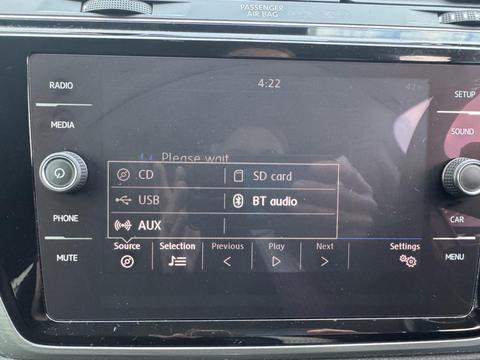 PASSENGER
AIR BAG
RADIO
4:22
SETUP
MEDIA
SOUND
Please wait
CD
SD card
USB
BT audio
PHONE
AUX
CAR
Source Selection Previous Play Next Settings
MUTE
MENU